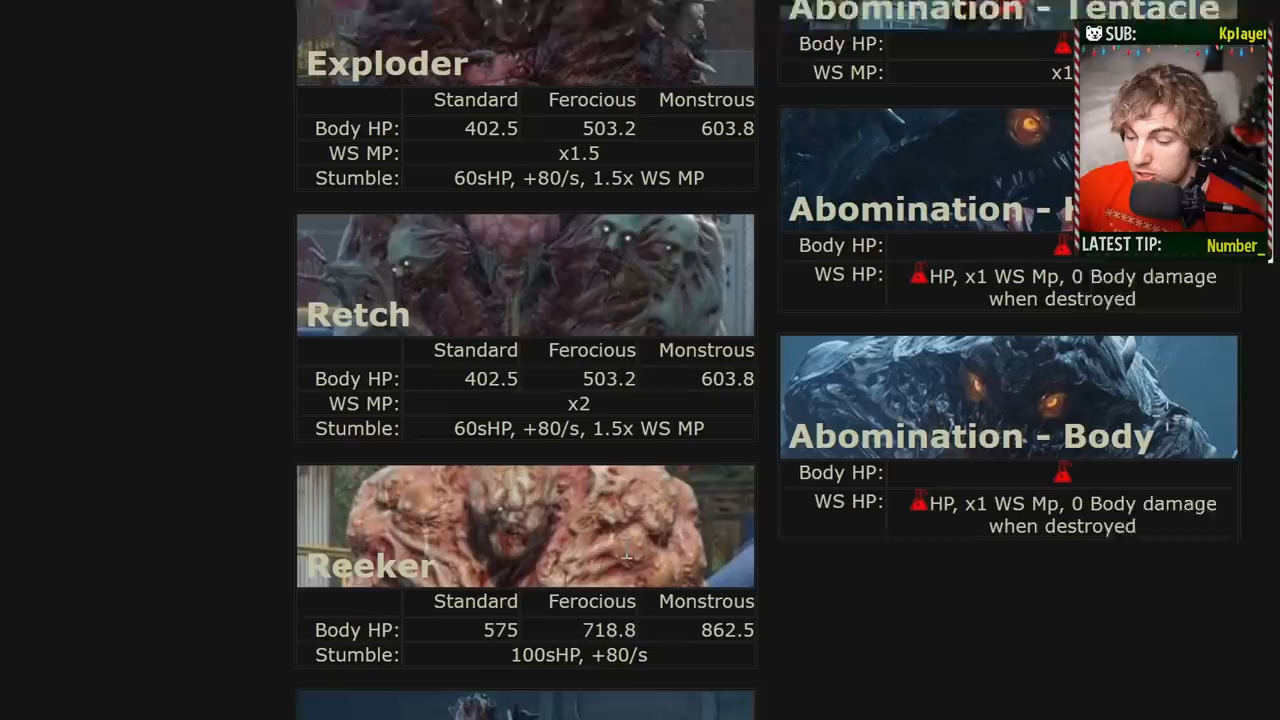 Exploder
Standard Ferocious Monstrous
Body HP: 402.5 503.2 603.8
WS MP: x1.5
Stumble: 60sHP, +80/s, 1.5x WS MP
Retch
Standard Ferocious Monstrous
Body HP: 402.5 503.2 603.8
WS MP: x2
Stumble: 60sHP, +80/s, 1.5x WS MP
Reeker
Standard Ferocious Monstrous
Body HP: 575 718.8 862.5
Stumble: 100sHP, +80/s
Abomination - Tentacle
Body HP:
WS MP: x1
Abomination -
Body HP:
WS HP: HP, x1 WS Mp, 0 Body damage
when destroyed
Abomination - Body
Body HP:
WS HP: HP, x1 WS Mp, 0 Body damage
when destroyed
SUB: Kplayer
LATEST TIP: Number_